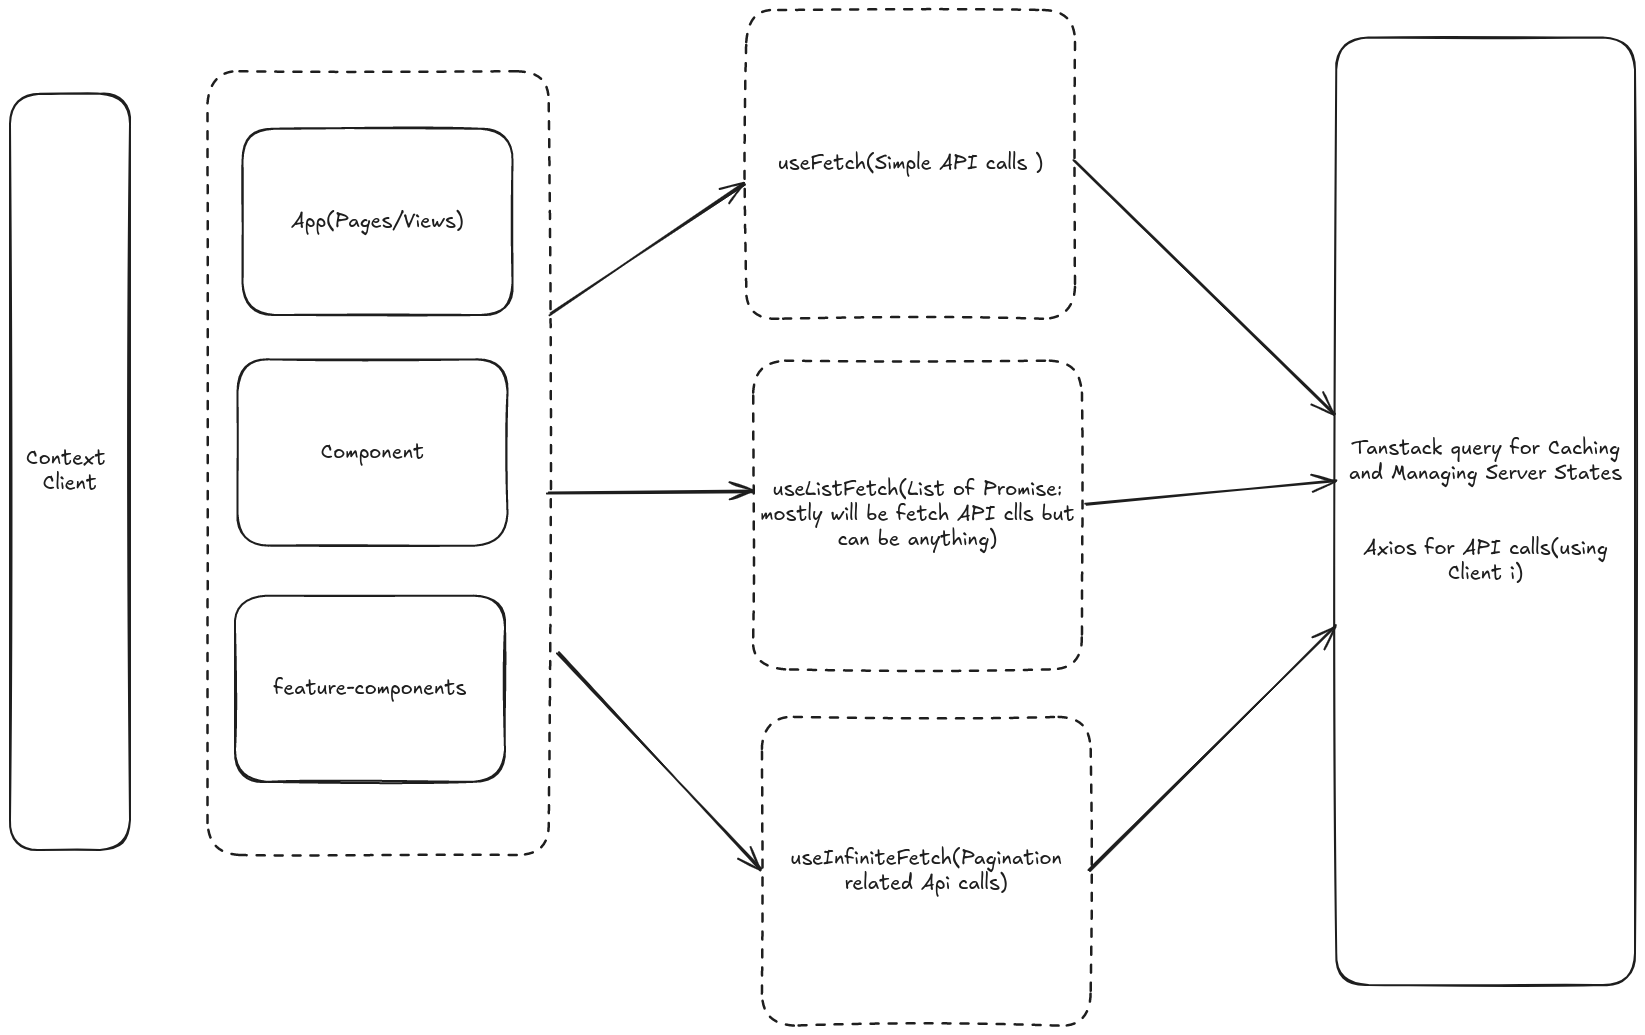 Context
Client
App(Pages/Views)
Component
feature-components
useFetch(Simple API calls )
useListFetch(List of Promise:
mostly will be fetch API clls but
can be anything)
useInfiniteFetch(Pagination
related Api calls)
Tanstack query for Caching
and Managing Server States
Axios for API calls(using
Client i)